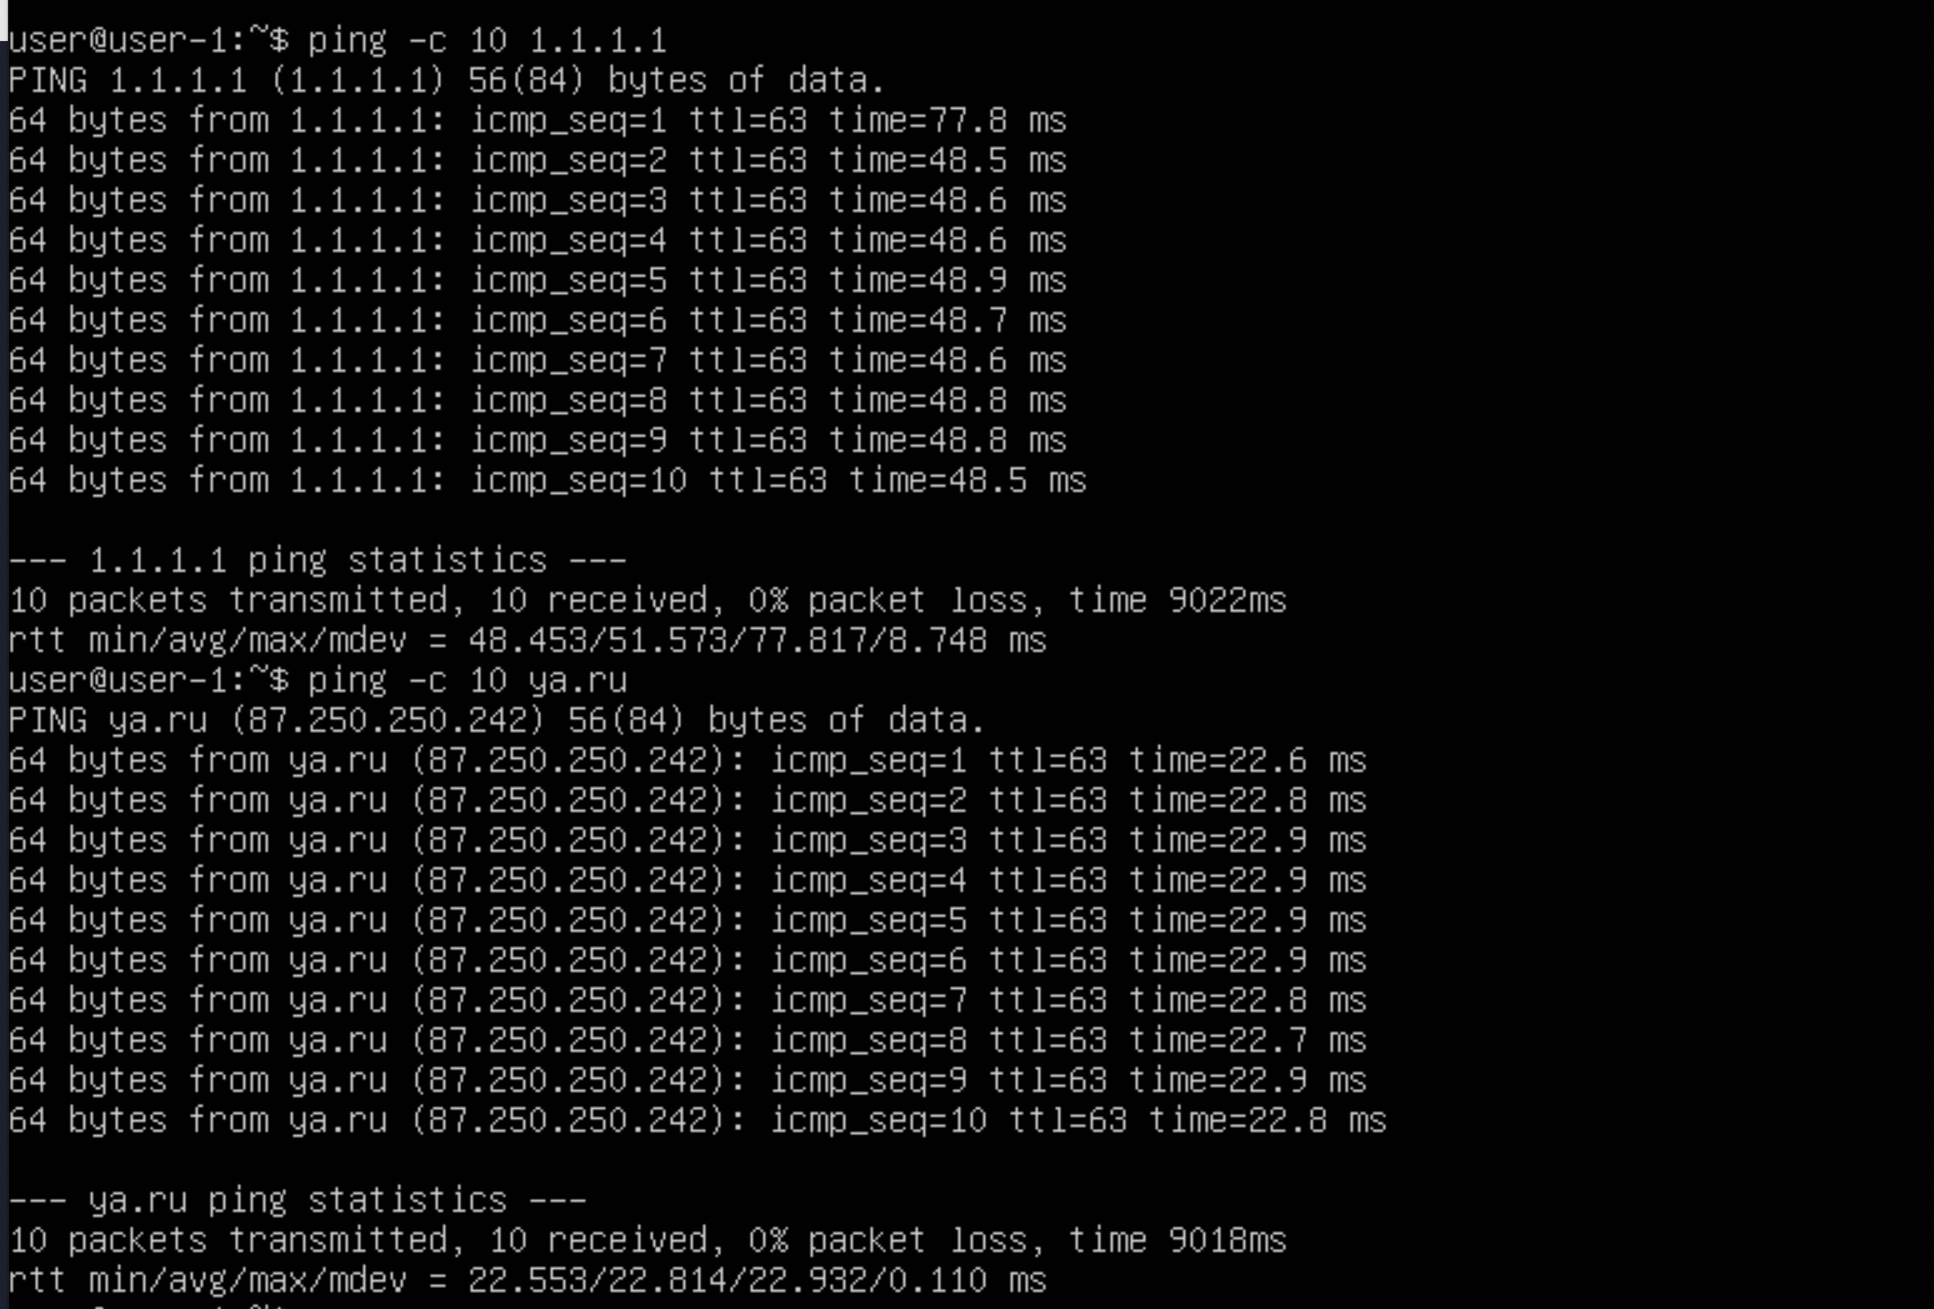 user@user-1:~$ ping -c 10 1.1.1.1
PING 1.1.1.1 (1.1.1.1) 56(84) bytes of data.
64 bytes from 1.1.1.1: icmp_seq=1 ttl=63 time=77.8 ms
64 bytes from 1.1.1.1: icmp_seq=2 ttl=63 time=48.5 ms
64 bytes from 1.1.1.1: icmp_seq=3 ttl=63 time=48.6 ms
64 bytes from 1.1.1.1: icmp_seq=4 ttl=63 time=48.6 ms
64 bytes from 1.1.1.1: icmp_seq=5 ttl=63 time=48.9 ms
64 bytes from 1.1.1.1: icmp_seq=6 ttl=63 time=48.7 ms
64 bytes from 1.1.1.1: icmp_seq=7 ttl=63 time=48.6 ms
64 bytes from 1.1.1.1: icmp_seq=8 ttl=63 time=48.8 ms
64 bytes from 1.1.1.1: icmp_seq=9 ttl=63 time=48.8 ms
64 bytes from 1.1.1.1: icmp_seq=10 ttl=63 time=48.5 ms
--- 1.1.1.1 ping statistics ---
10 packets transmitted, 10 received, 0% packet loss, time 9022ms
rtt min/avg/max/mdev = 48.453/51.573/77.817/8.748 ms
user@user-1:~$ ping -c 10 ya.ru
PING ya.ru (87.250.250.242) 56(84) bytes of data.
64 bytes from ya.ru (87.250.250.242): icmp_seq=1 ttl=63 time=22.6 ms
64 bytes from ya.ru (87.250.250.242): icmp_seq=2 ttl=63 time=22.8 ms
64 bytes from ya.ru (87.250.250.242): icmp_seq=3 ttl=63 time=22.9 ms
64 bytes from ya.ru (87.250.250.242): icmp_seq=4 ttl=63 time=22.9 ms
64 bytes from ya.ru (87.250.250.242): icmp_seq=5 ttl=63 time=22.9 ms
64 bytes from ya.ru (87.250.250.242): icmp_seq=6 ttl=63 time=22.9 ms
64 bytes from ya.ru (87.250.250.242): icmp_seq=7 ttl=63 time=22.8 ms
64 bytes from ya.ru (87.250.250.242): icmp_seq=8 ttl=63 time=22.7 ms
64 bytes from ya.ru (87.250.250.242): icmp_seq=9 ttl=63 time=22.9 ms
64 bytes from ya.ru (87.250.250.242): icmp_seq=10 ttl=63 time=22.8 ms
--- ya.ru ping statistics ---
10 packets transmitted, 10 received, 0% packet loss, time 9018ms
rtt min/avg/max/mdev = 22.553/22.814/22.932/0.110 ms